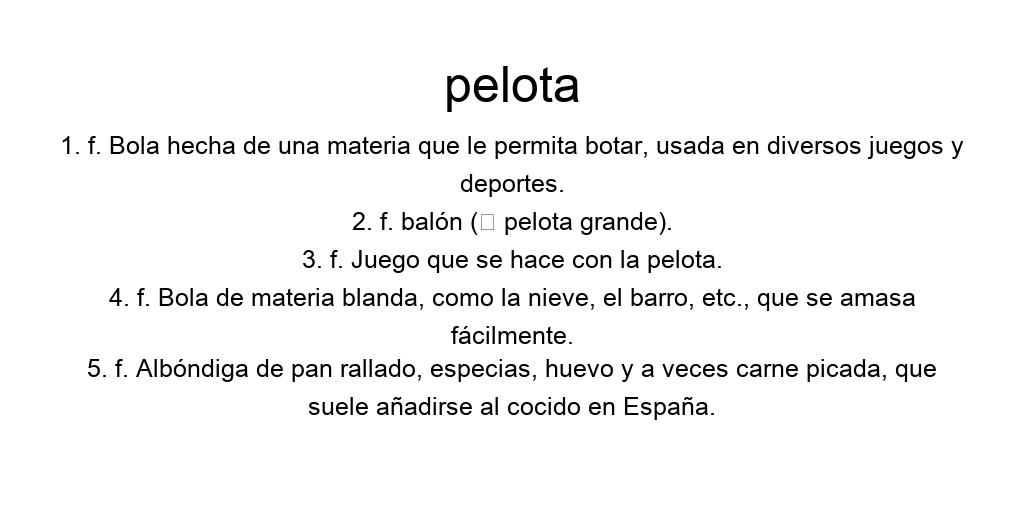 pelota
1. f. Bola hecha de una materia que le permita botar, usada en diversos juegos y
deportes.
2. f. balón (□ pelota grande).
3. f. Juego que se hace con la pelota.
4. f. Bola de materia blanda, como la nieve, el barro, etc., que se amasa
fácilmente.
5. f. Albóndiga de pan rallado, especias, huevo y a veces carne picada, que
suele añadirse al cocido en España.